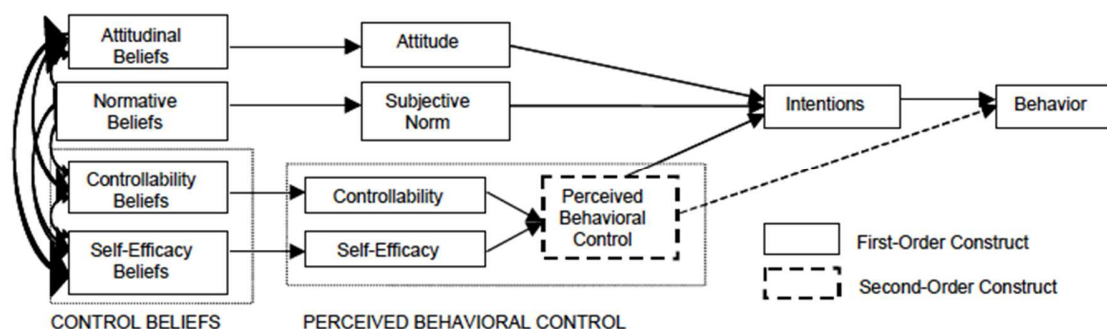 Attitudinal
Beliefs
Attitude
Normative
Beliefs
Subjective
Norm
Intentions
Behavior
Controllability
Beliefs
Controllability
Perceived
Behavioral
Control
Self-Efficacy
Beliefs
Self-Efficacy
First-Order Construct
Second-Order Construct
CONTROL BELIEFS
PERCEIVED BEHAVIORAL CONTROL